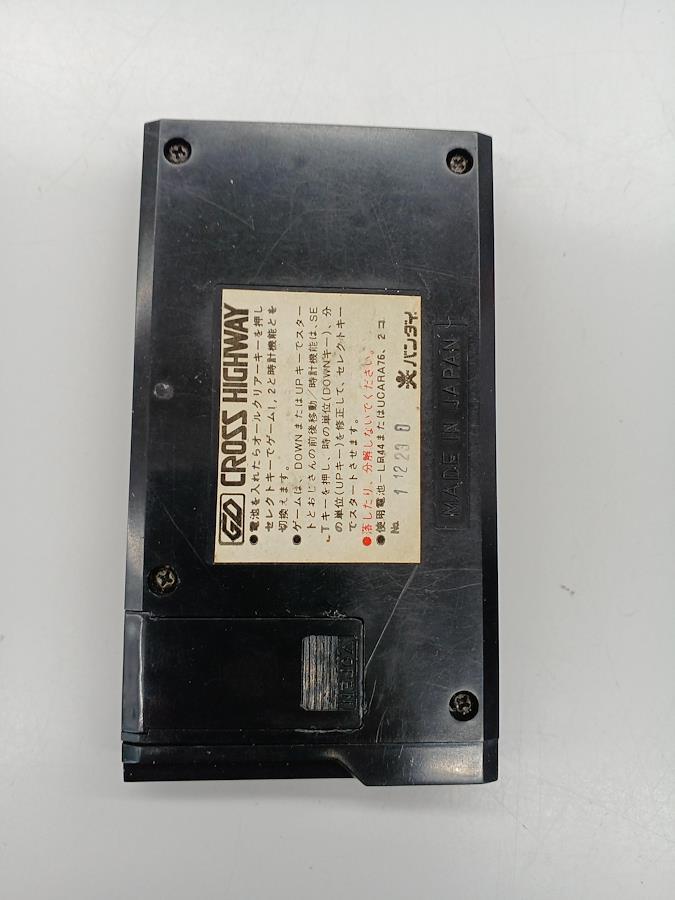 GD CROSS HIGHWAY
●電池を入れたらオールクリアーキーを押し
セレクトキーでゲーム1,2と時計機能とを
切換えます。
●ゲームは、DOWNまたはUPキーでスター
トとおじさんの前後移動/時計機能は、SE
Tキーを押し、時の単位(DOWNキー)、分
の単位(UPキー)を修正して、セレクトキー
でスタートさせます。
●落したり、分解しないでください。
●使用電池-LR44またはUCARA76、2コ
No. 1 12 23 0
バンダイ
MADE IN JAPAN
OPEN